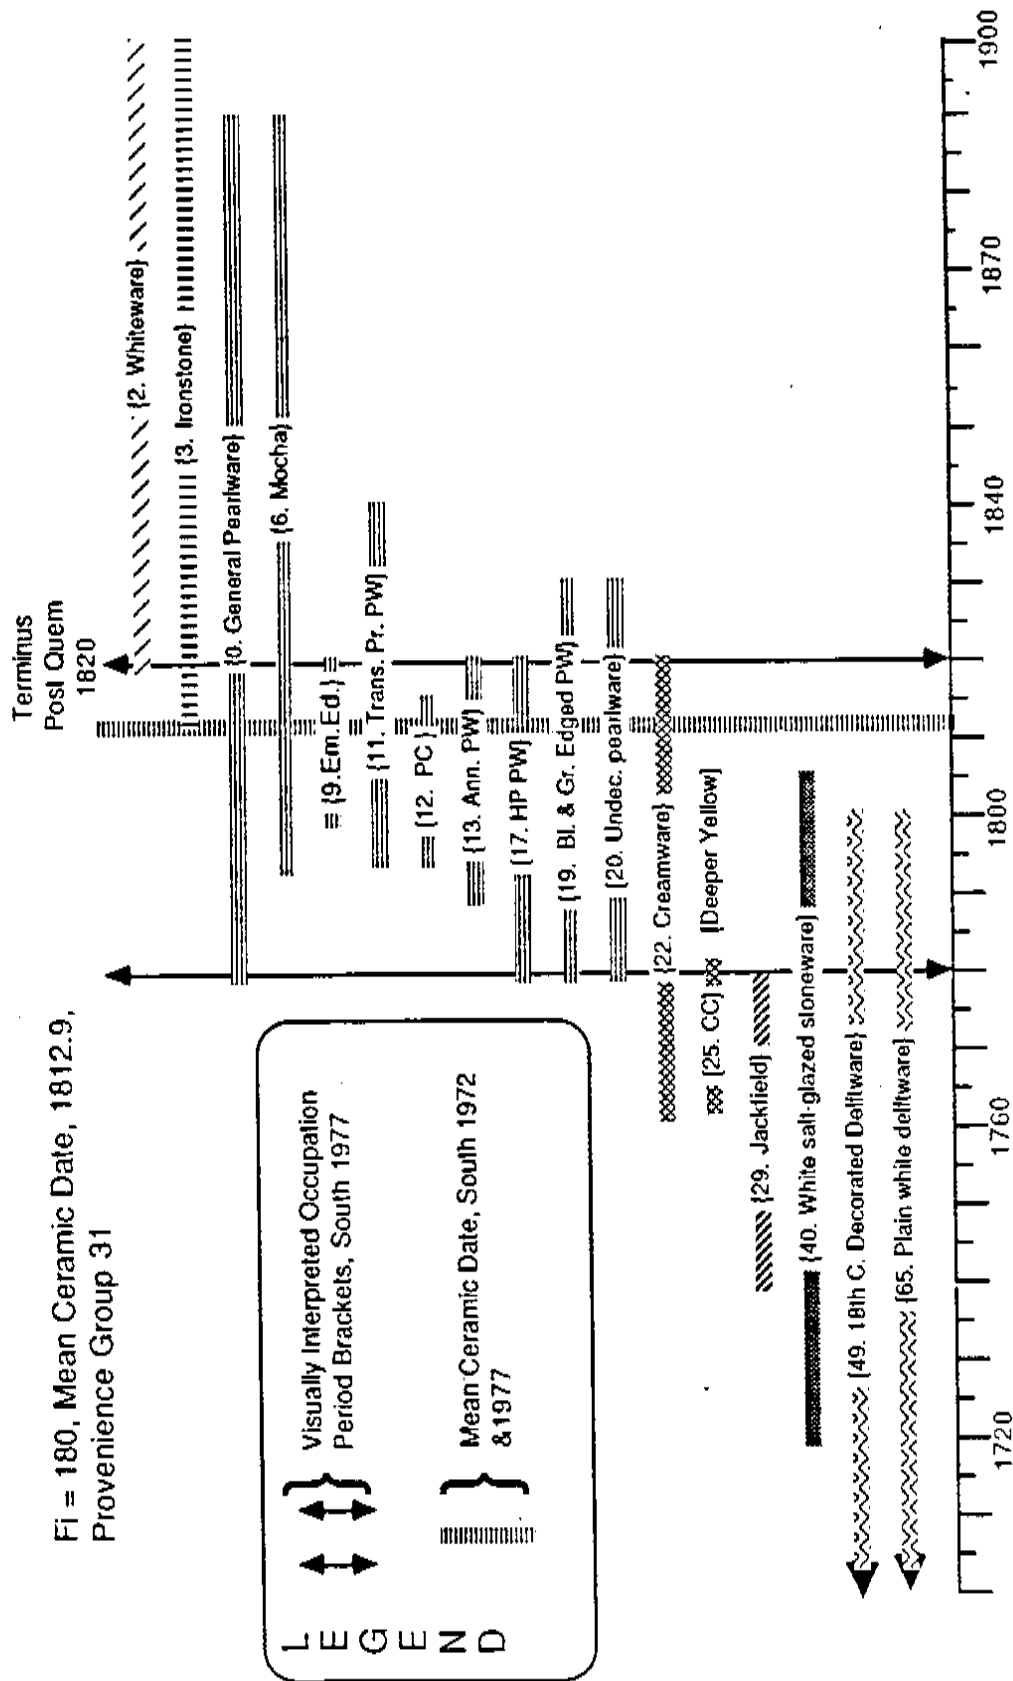 Fi = 180, Mean Ceramic Date, 1812.9,
Provenience Group 31
Terminus
Post Quem
1820
LEGEND
Visually Interpreted Occupation
Period Brackets, South 1977
Mean Ceramic Date, South 1972
&1977
{2. Whiteware}
{3. Ironstone}
{0. General Pearlware}
{6. Mocha}
{9.Em.Ed.}
{11. Trans. Pr. PW}
{12. PC }
{13. Ann. PW}
{17. HP PW}
{19. Bl. & Gr. Edged PW}
{20. Undec. pearlware}
{22. Creamware}
{25. CC} [Deeper Yellow]
{29. Jackfield}
{40. White salt-glazed stoneware}
{49. 18th C. Decorated Delftware}
{65. Plain white delftware}
1720 1760 1800 1840 1870 1900